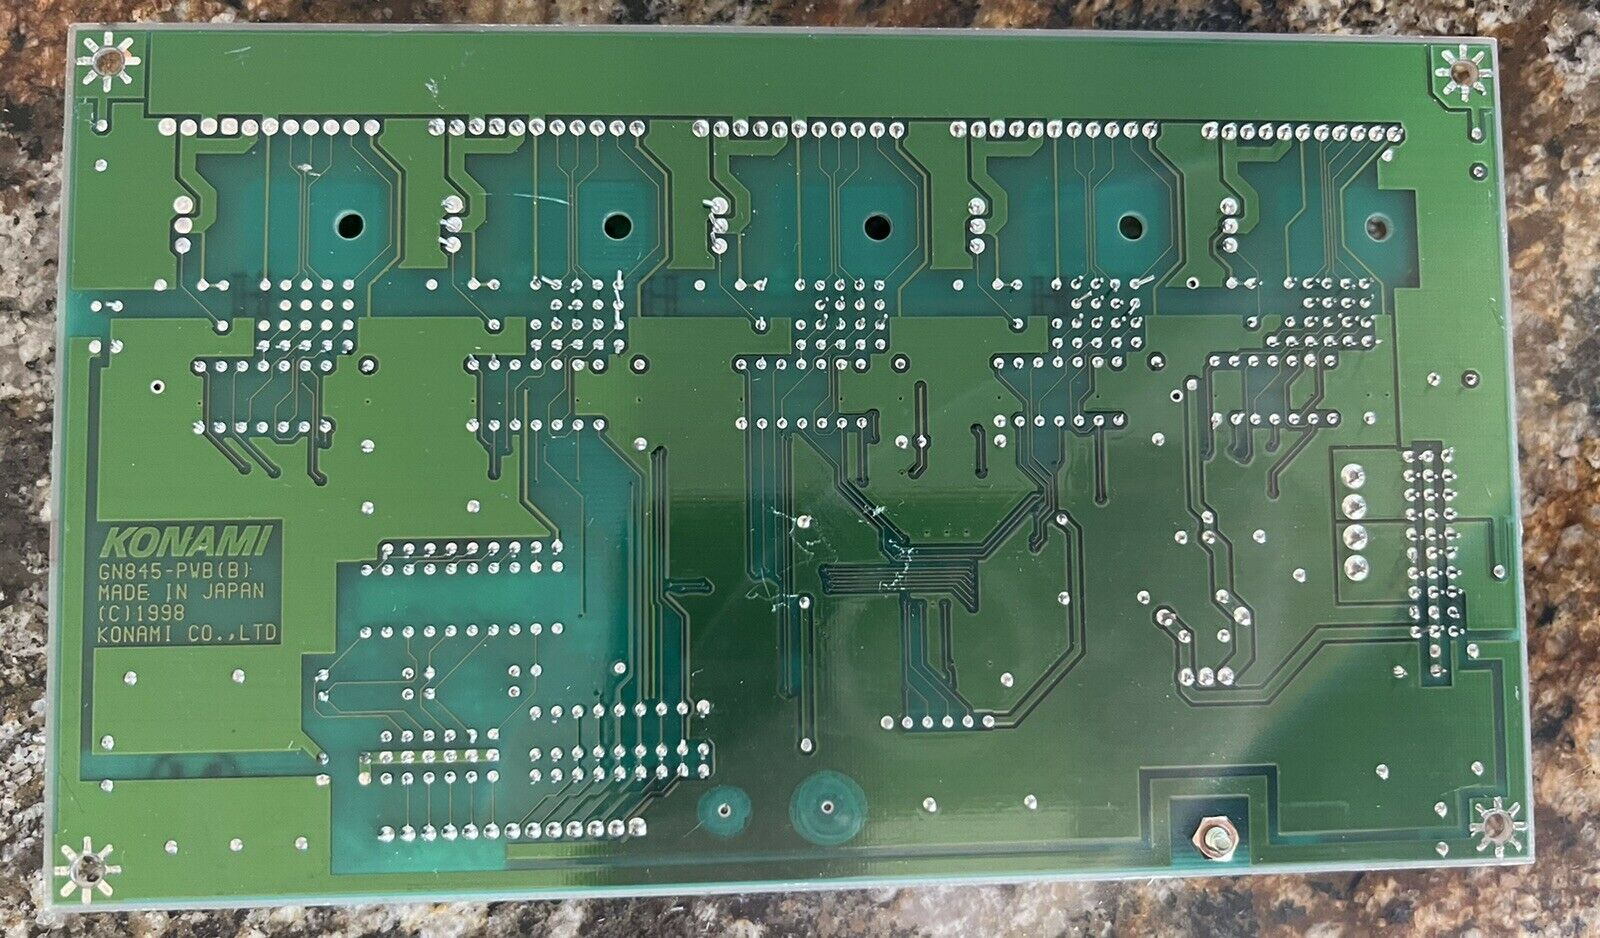 KONAMI
GN845-PWB(B)
MADE IN JAPAN
(C)1998
KONAMI CO.,LTD